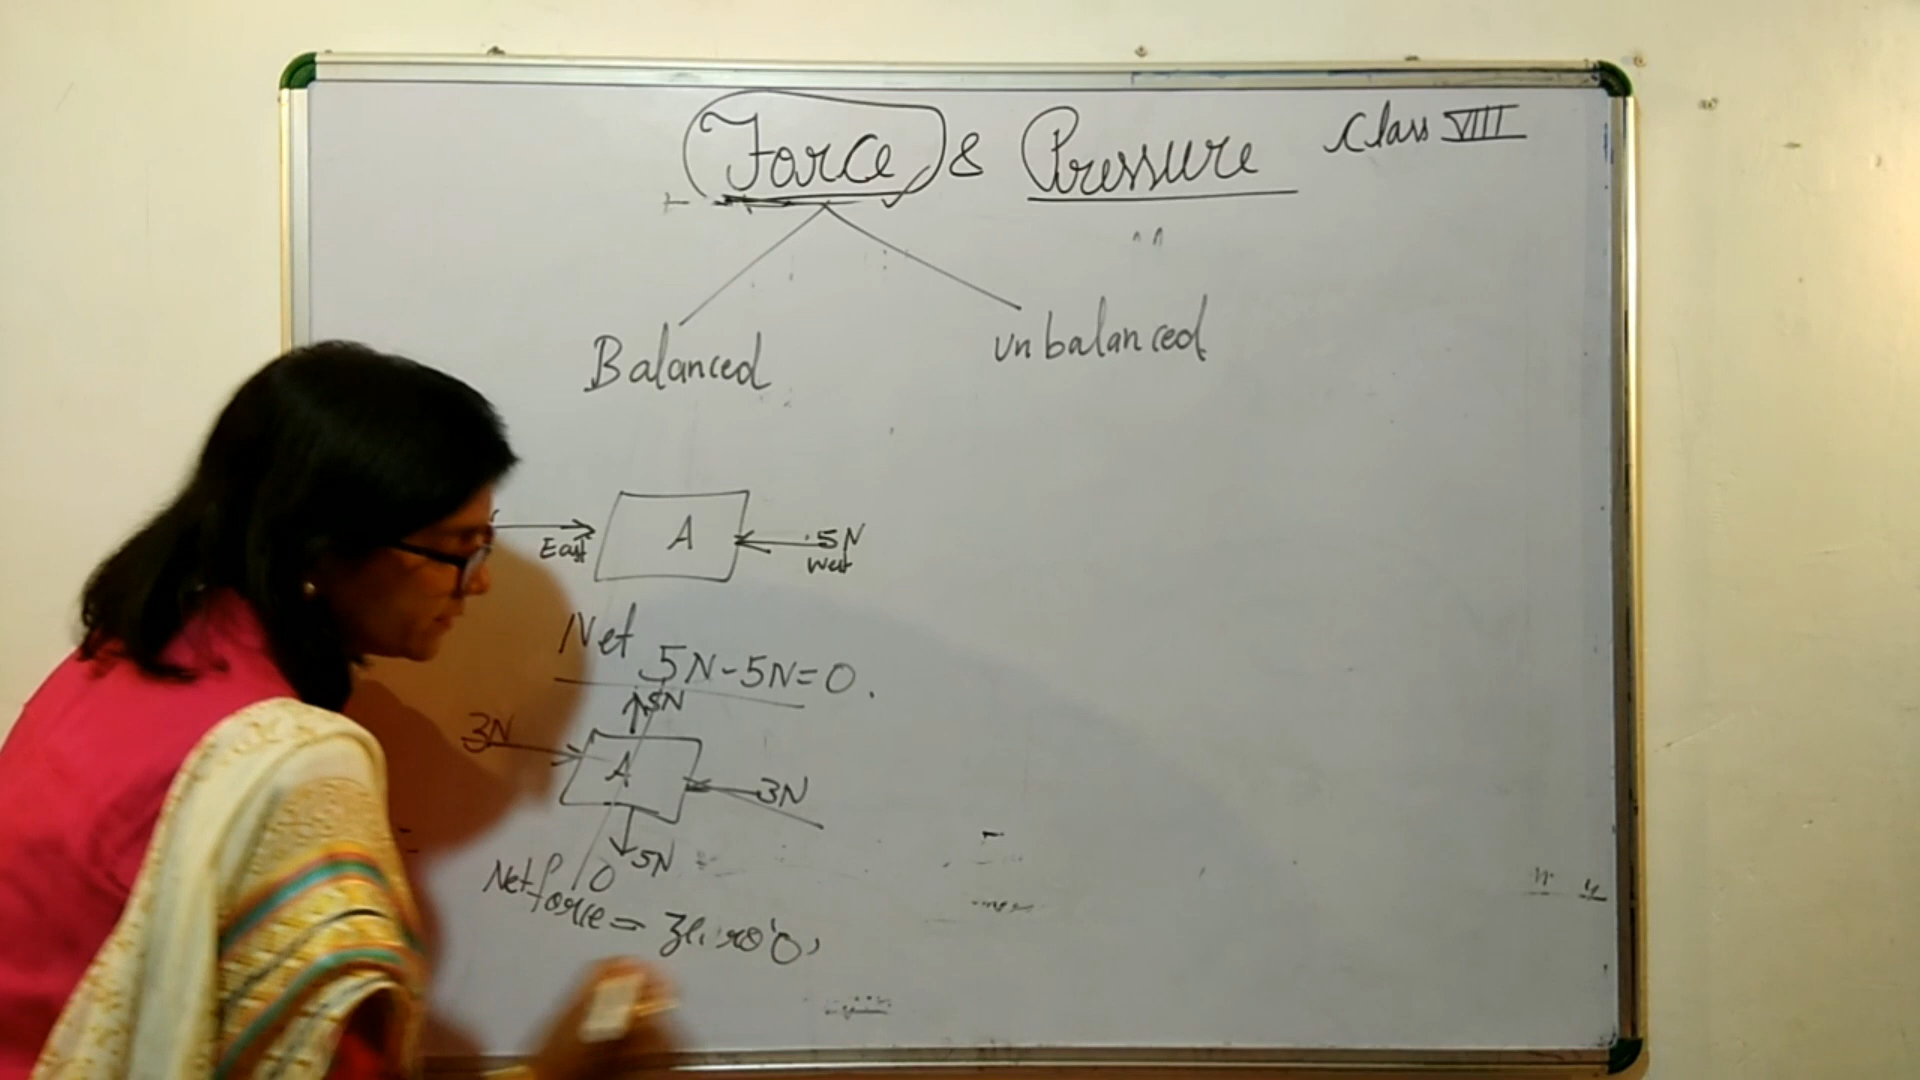 Force & Pressure Class VIII
Balanced unbalanced
A
East
5N
West
Net
5N-5N=0.
5N
3N
A
3N
5N
0
Net force = Zero '0,